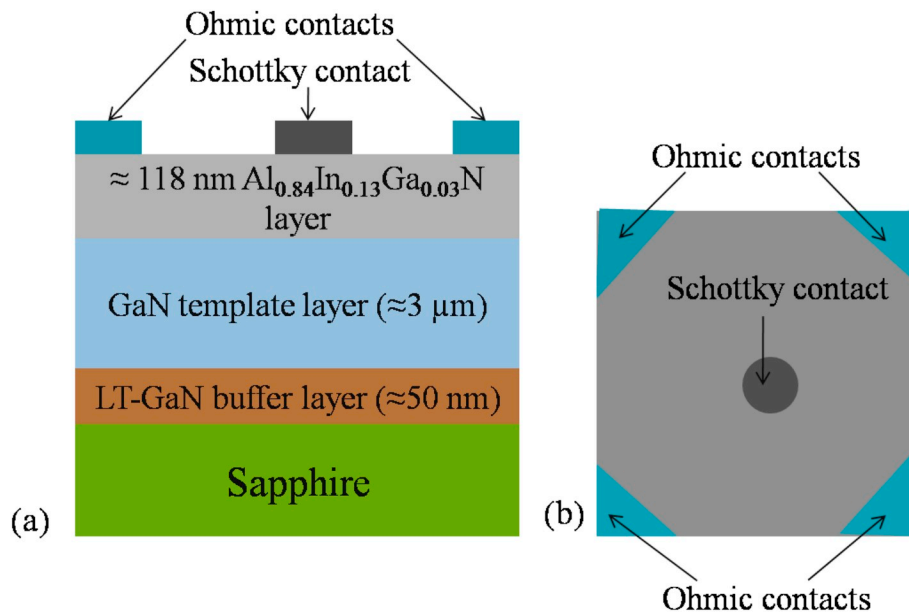 Ohmic contacts
Schottky contact
≈ 118 nm Al₀.₈₄In₀.₁₃Ga₀.₀₃N
layer
GaN template layer (≈3 µm)
LT-GaN buffer layer (≈50 nm)
Sapphire
(a)
Ohmic contacts
Schottky contact
(b)
Ohmic contacts